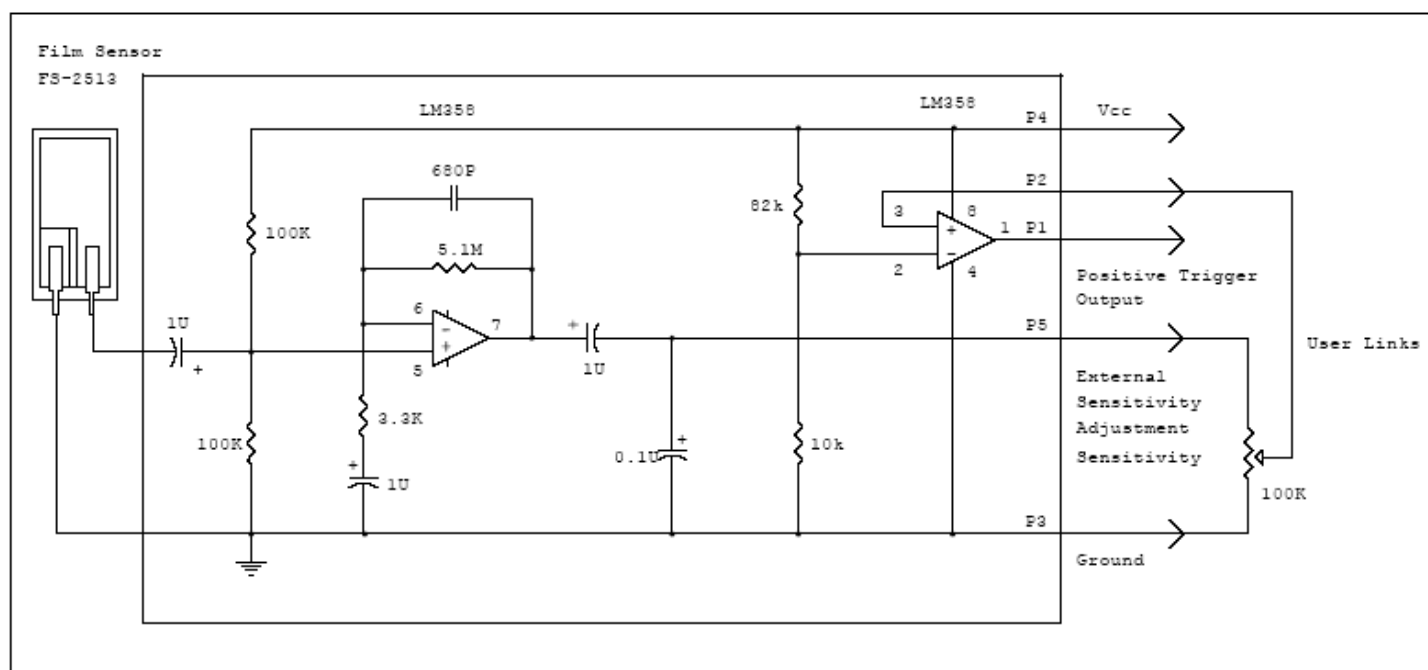 Film Sensor
FS-2513
LM358
LM358
P4
Vcc
680P
P2
82k
3
8
100K
5.1M
+
1
P1
-
2
4
Positive Trigger
Output
1U
6
-
7
+
P5
+
5
+
1U
User Links
External
Sensitivity
Adjustment
Sensitivity
3.3K
100K
+
0.1U
10k
+
1U
100K
P3
Ground